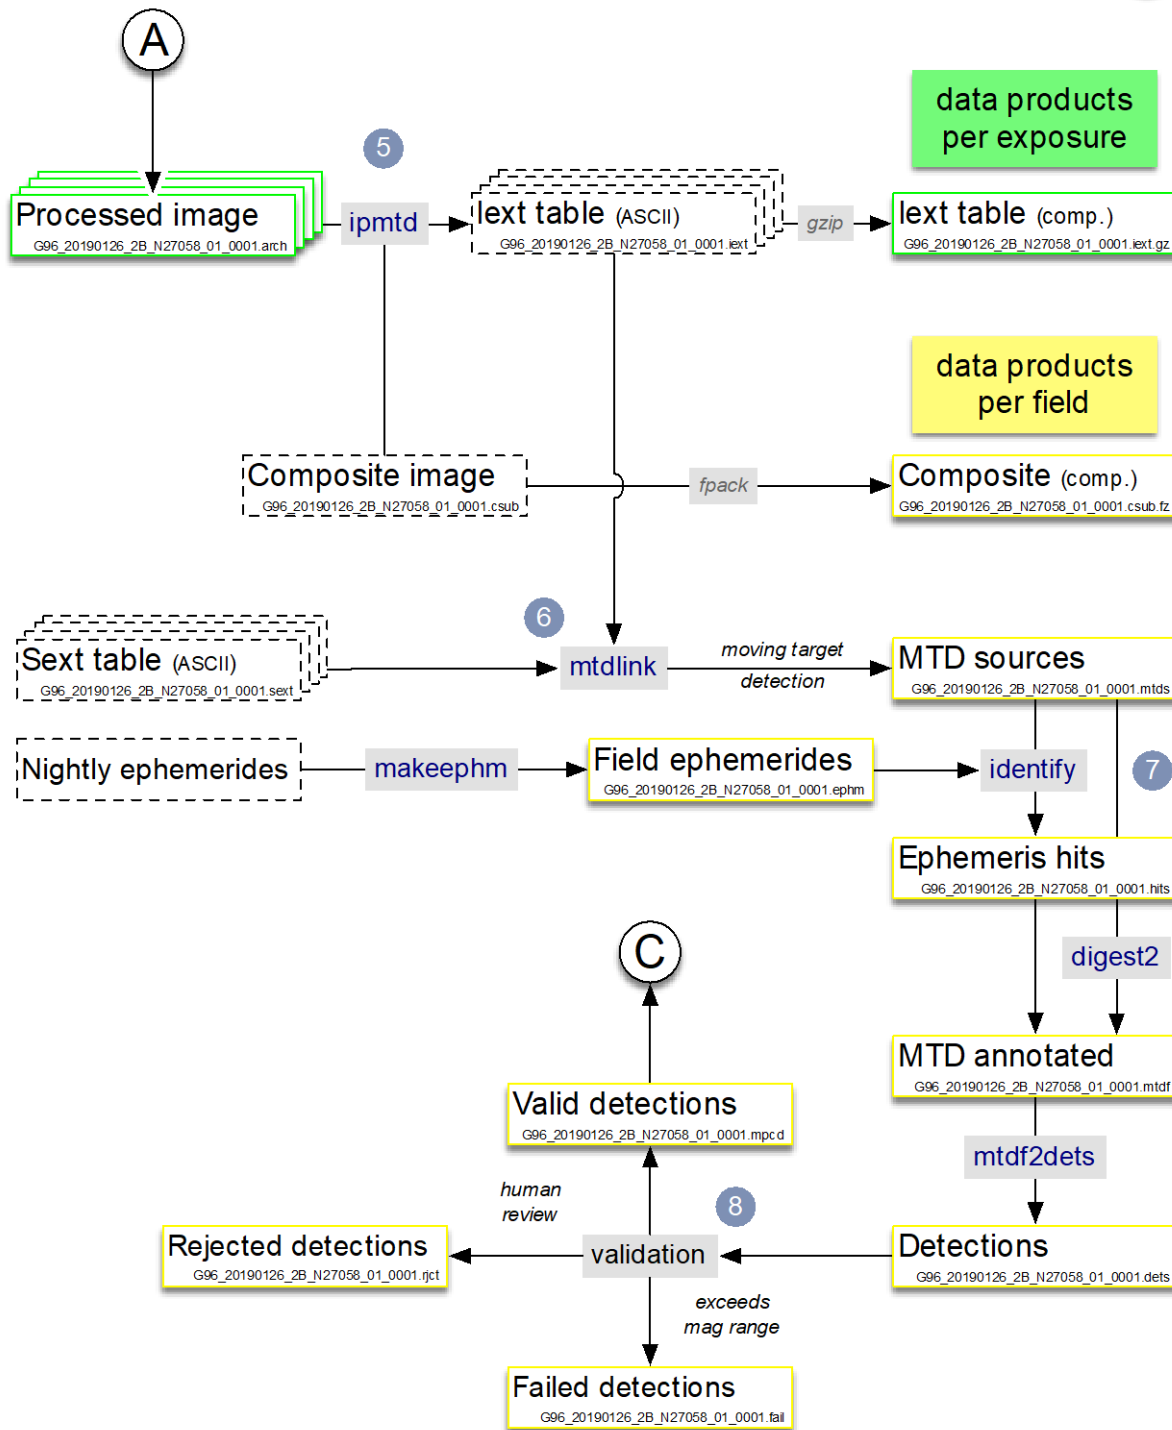 A
data products
per exposure
5
Processed image
G96_20190126_2B_N27058_01_0001.arch
ipmtd
Iext table (ASCII)
G96_20190126_2B_N27058_01_0001.iext
gzip
Iext table (comp.)
G96_20190126_2B_N27058_01_0001.iext.gz
data products
per field
Composite image
G96_20190126_2B_N27058_01_0001.csub
fpack
Composite (comp.)
G96_20190126_2B_N27058_01_0001.csub.fz
6
Sext table (ASCII)
G96_20190126_2B_N27058_01_0001.sext
mtdlink
moving target
detection
MTD sources
G96_20190126_2B_N27058_01_0001.mtds
Nightly ephemerides
makeephm
Field ephemerides
G96_20190126_2B_N27058_01_0001.ephm
identify
7
Ephemeris hits
G96_20190126_2B_N27058_01_0001.hits
C
digest2
MTD annotated
G96_20190126_2B_N27058_01_0001.mtdf
Valid detections
G96_20190126_2B_N27058_01_0001.mpcd
mtdf2dets
human
review
8
Rejected detections
G96_20190126_2B_N27058_01_0001.rjct
validation
Detections
G96_20190126_2B_N27058_01_0001.dets
exceeds
mag range
Failed detections
G96_20190126_2B_N27058_01_0001.fail